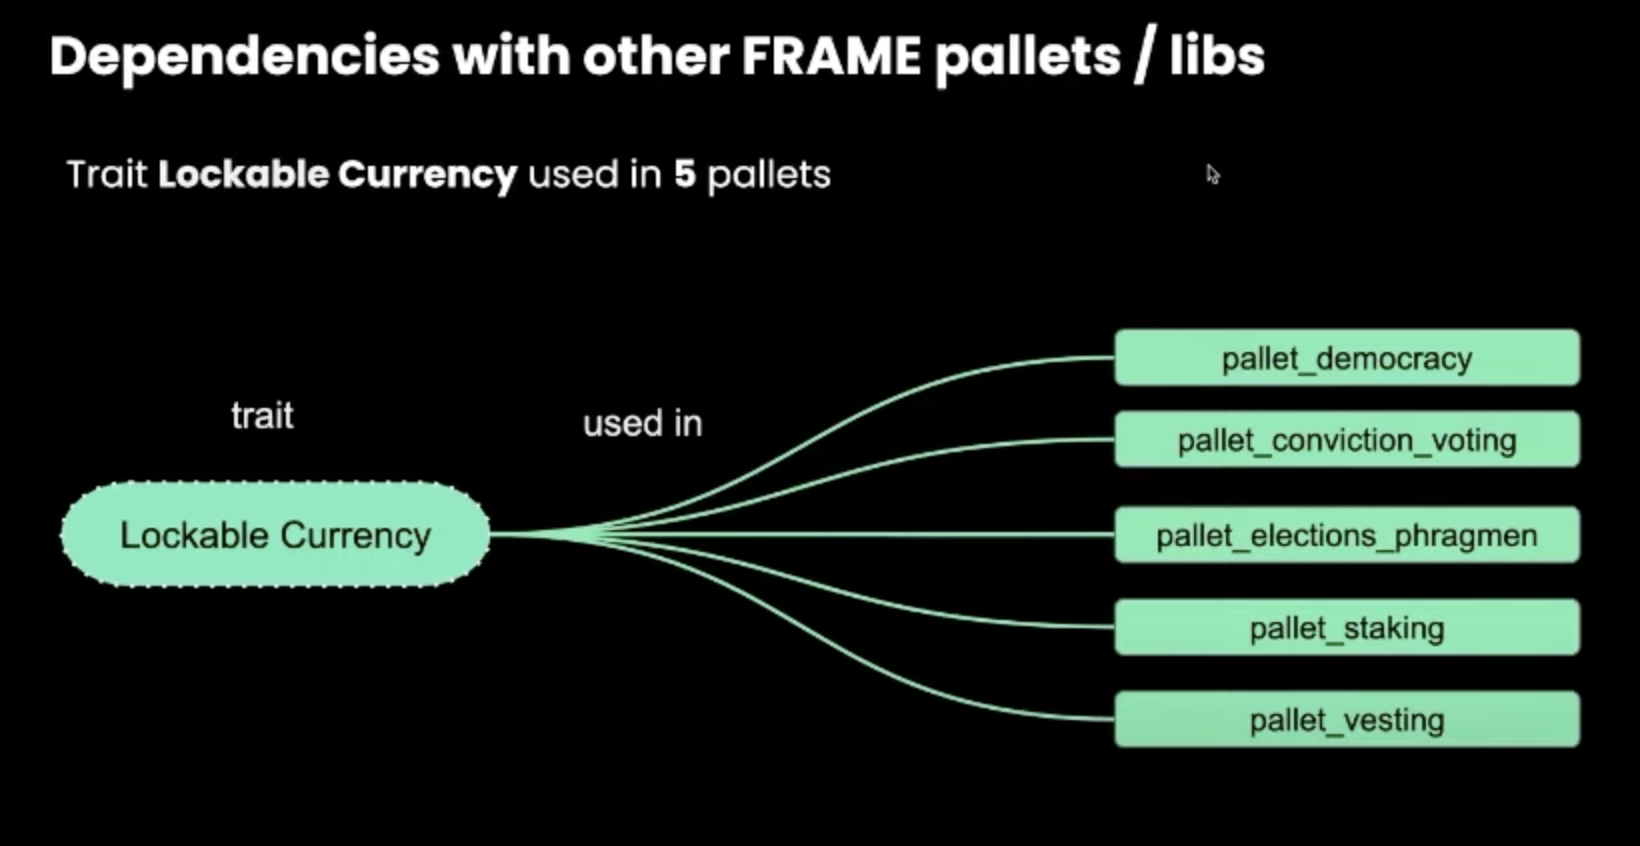 Dependencies with other FRAME pallets / libs
Trait Lockable Currency used in 5 pallets
trait
used in
Lockable Currency
pallet_democracy
pallet_conviction_voting
pallet_elections_phragmen
pallet_staking
pallet_vesting